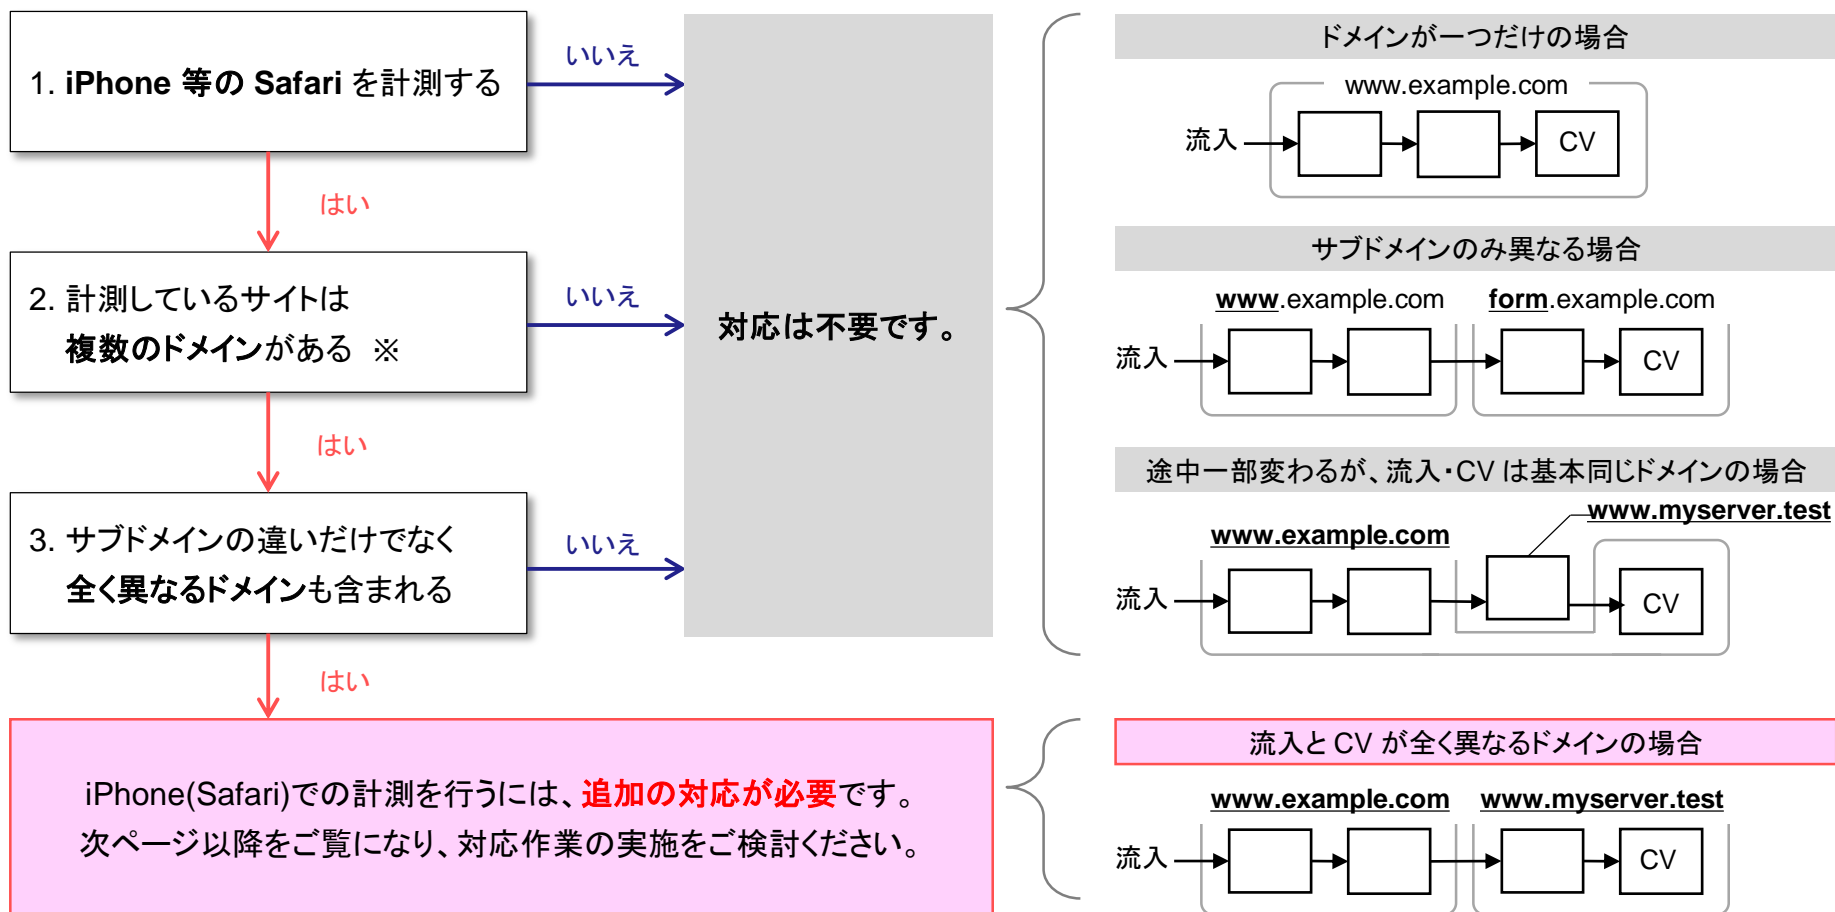 1. iPhone 等の Safari を計測する
いいえ
はい
2. 計測しているサイトは
複数のドメインがある ※
いいえ
はい
3. サブドメインの違いだけでなく
全く異なるドメインも含まれる
いいえ
はい
対応は不要です。
iPhone(Safari)での計測を行うには、追加の対応が必要です。
次ページ以降をご覧になり、対応作業の実施をご検討ください。
ドメインが一つだけの場合
www.example.com
流入
CV
サブドメインのみ異なる場合
www.example.com
form.example.com
流入
CV
途中一部変わるが、流入・CV は基本同じドメインの場合
www.myserver.test
www.example.com
流入
CV
流入と CV が全く異なるドメインの場合
www.example.com
www.myserver.test
流入
CV